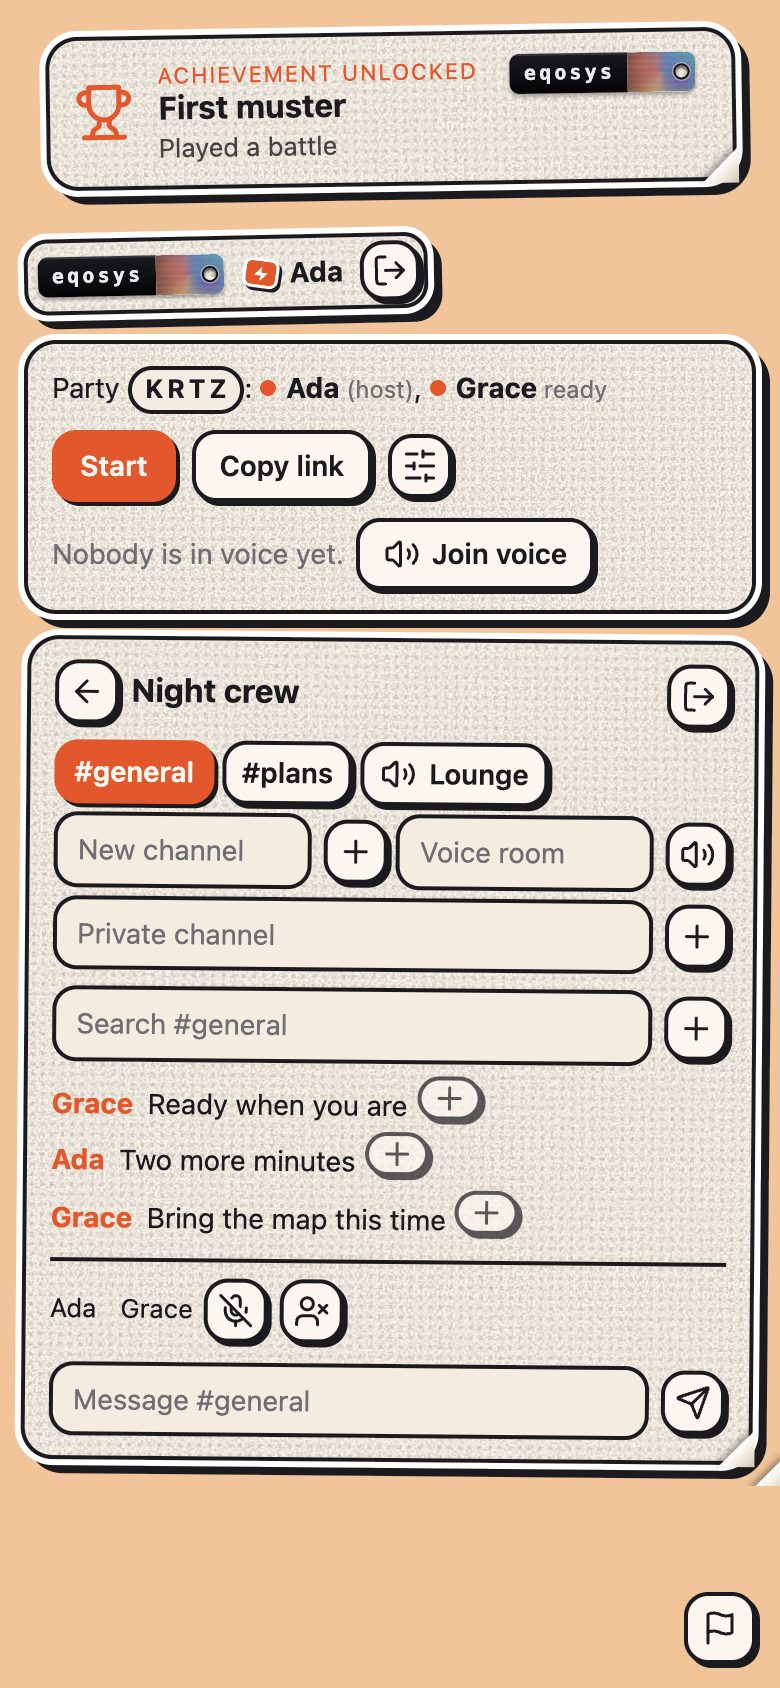 ACHIEVEMENT UNLOCKED
eqosys
First muster
Played a battle
eqosys
Ada
Party KRTZ: Ada (host), Grace ready
Start
Copy link
Nobody is in voice yet.
Join voice
Night crew
#general
#plans
Lounge
New channel
Voice room
Private channel
Search #general
Grace Ready when you are
Ada Two more minutes
Grace Bring the map this time
Ada Grace
Message #general